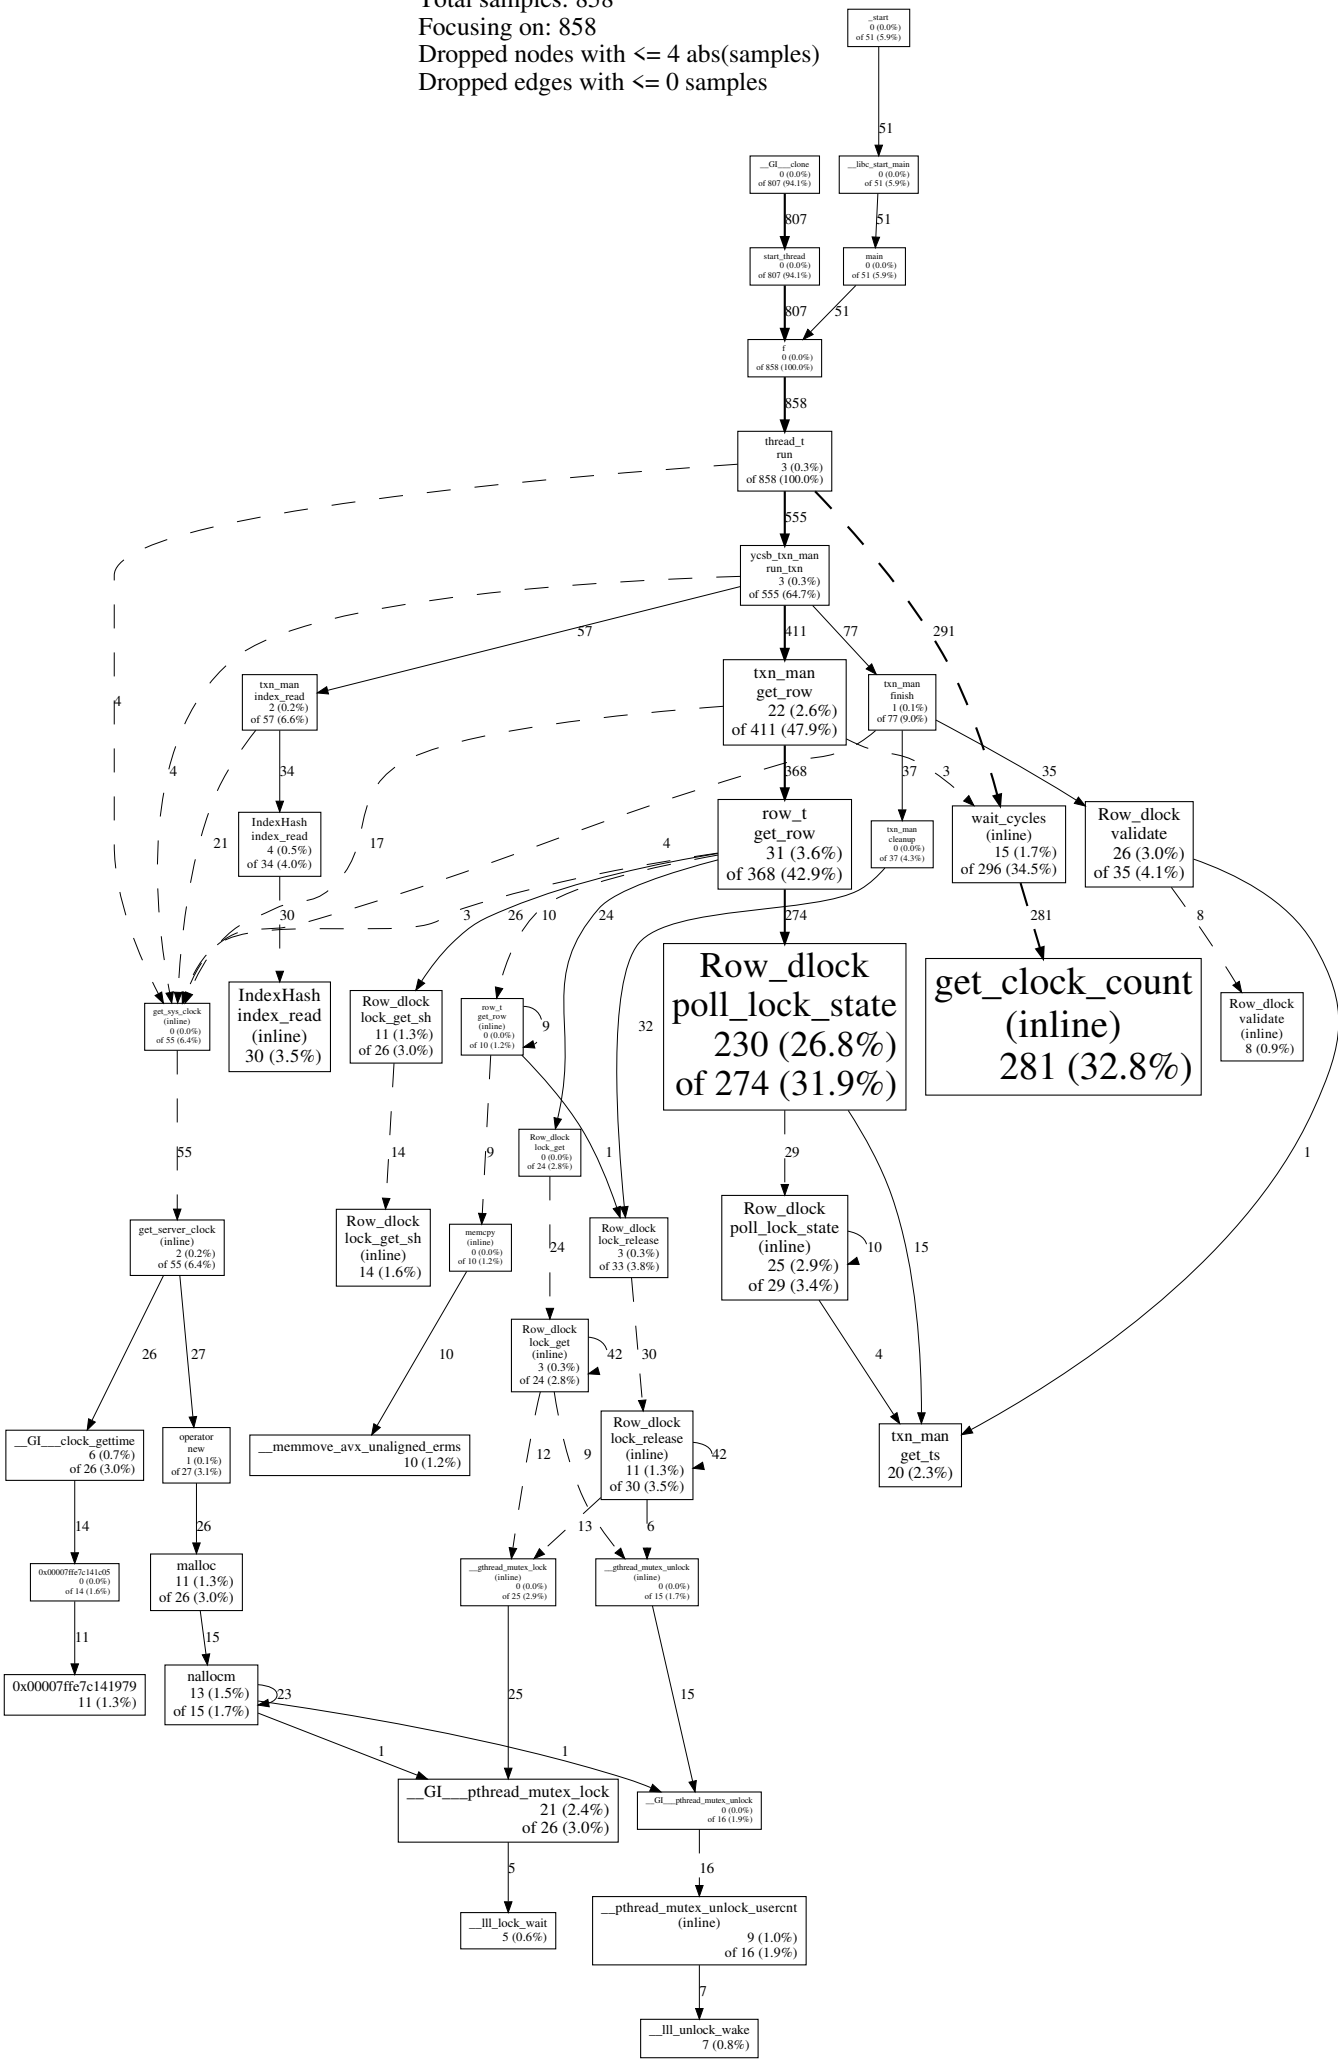 Total samples: 858
Focusing on: 858
Dropped nodes with <= 4 abs(samples)
Dropped edges with <= 0 samples
_start
0 (0.0%)
of 51 (5.9%)
51
__GI___clone
0 (0.0%)
of 807 (94.1%)
__libc_start_main
0 (0.0%)
of 51 (5.9%)
807
51
start_thread
0 (0.0%)
of 807 (94.1%)
main
0 (0.0%)
of 51 (5.9%)
807
51
f
0 (0.0%)
of 858 (100.0%)
858
thread_t
run
3 (0.3%)
of 858 (100.0%)
555
ycsb_txn_man
run_txn
3 (0.3%)
of 555 (64.7%)
57
411
77
291
4
txn_man
index_read
2 (0.2%)
of 57 (6.6%)
txn_man
get_row
22 (2.6%)
of 411 (47.9%)
txn_man
finish
1 (0.1%)
of 77 (9.0%)
4
34
368
37
3
35
IndexHash
index_read
4 (0.5%)
of 34 (4.0%)
row_t
get_row
31 (3.6%)
of 368 (42.9%)
txn_man
cleanup
0 (0.0%)
of 37 (4.3%)
wait_cycles
(inline)
15 (1.7%)
of 296 (34.5%)
Row_dlock
validate
26 (3.0%)
of 35 (4.1%)
21
17
4
30
3
26
10
24
274
281
8
get_sys_clock
(inline)
0 (0.0%)
of 55 (6.4%)
IndexHash
index_read
(inline)
30 (3.5%)
Row_dlock
lock_get_sh
11 (1.3%)
of 26 (3.0%)
row_t
get_row
(inline)
0 (0.0%)
of 10 (1.2%)
9
32
Row_dlock
poll_lock_state
230 (26.8%)
of 274 (31.9%)
get_clock_count
(inline)
281 (32.8%)
Row_dlock
validate
(inline)
8 (0.9%)
55
14
9
Row_dlock
lock_get
0 (0.0%)
of 24 (2.8%)
1
29
1
get_server_clock
(inline)
2 (0.2%)
of 55 (6.4%)
Row_dlock
lock_get_sh
(inline)
14 (1.6%)
memcpy
(inline)
0 (0.0%)
of 10 (1.2%)
24
Row_dlock
lock_release
3 (0.3%)
of 33 (3.8%)
Row_dlock
poll_lock_state
(inline)
25 (2.9%)
of 29 (3.4%)
10
15
26
27
10
Row_dlock
lock_get
(inline)
3 (0.3%)
of 24 (2.8%)
42
30
4
__GI___clock_gettime
6 (0.7%)
of 26 (3.0%)
operator
new
1 (0.1%)
of 27 (3.1%)
__memmove_avx_unaligned_erms
10 (1.2%)
12
9
Row_dlock
lock_release
(inline)
11 (1.3%)
of 30 (3.5%)
42
txn_man
get_ts
20 (2.3%)
14
26
13
6
0x00007ffe7c141c05
0 (0.0%)
of 14 (1.6%)
malloc
11 (1.3%)
of 26 (3.0%)
__gthread_mutex_lock
(inline)
0 (0.0%)
of 25 (2.9%)
__gthread_mutex_unlock
(inline)
0 (0.0%)
of 15 (1.7%)
11
15
0x00007ffe7c141979
11 (1.3%)
nallocm
13 (1.5%)
of 15 (1.7%)
23
25
15
1
1
__GI___pthread_mutex_lock
21 (2.4%)
of 26 (3.0%)
__GI___pthread_mutex_unlock
0 (0.0%)
of 16 (1.9%)
5
16
__lll_lock_wait
5 (0.6%)
__pthread_mutex_unlock_usercnt
(inline)
9 (1.0%)
of 16 (1.9%)
7
__lll_unlock_wake
7 (0.8%)